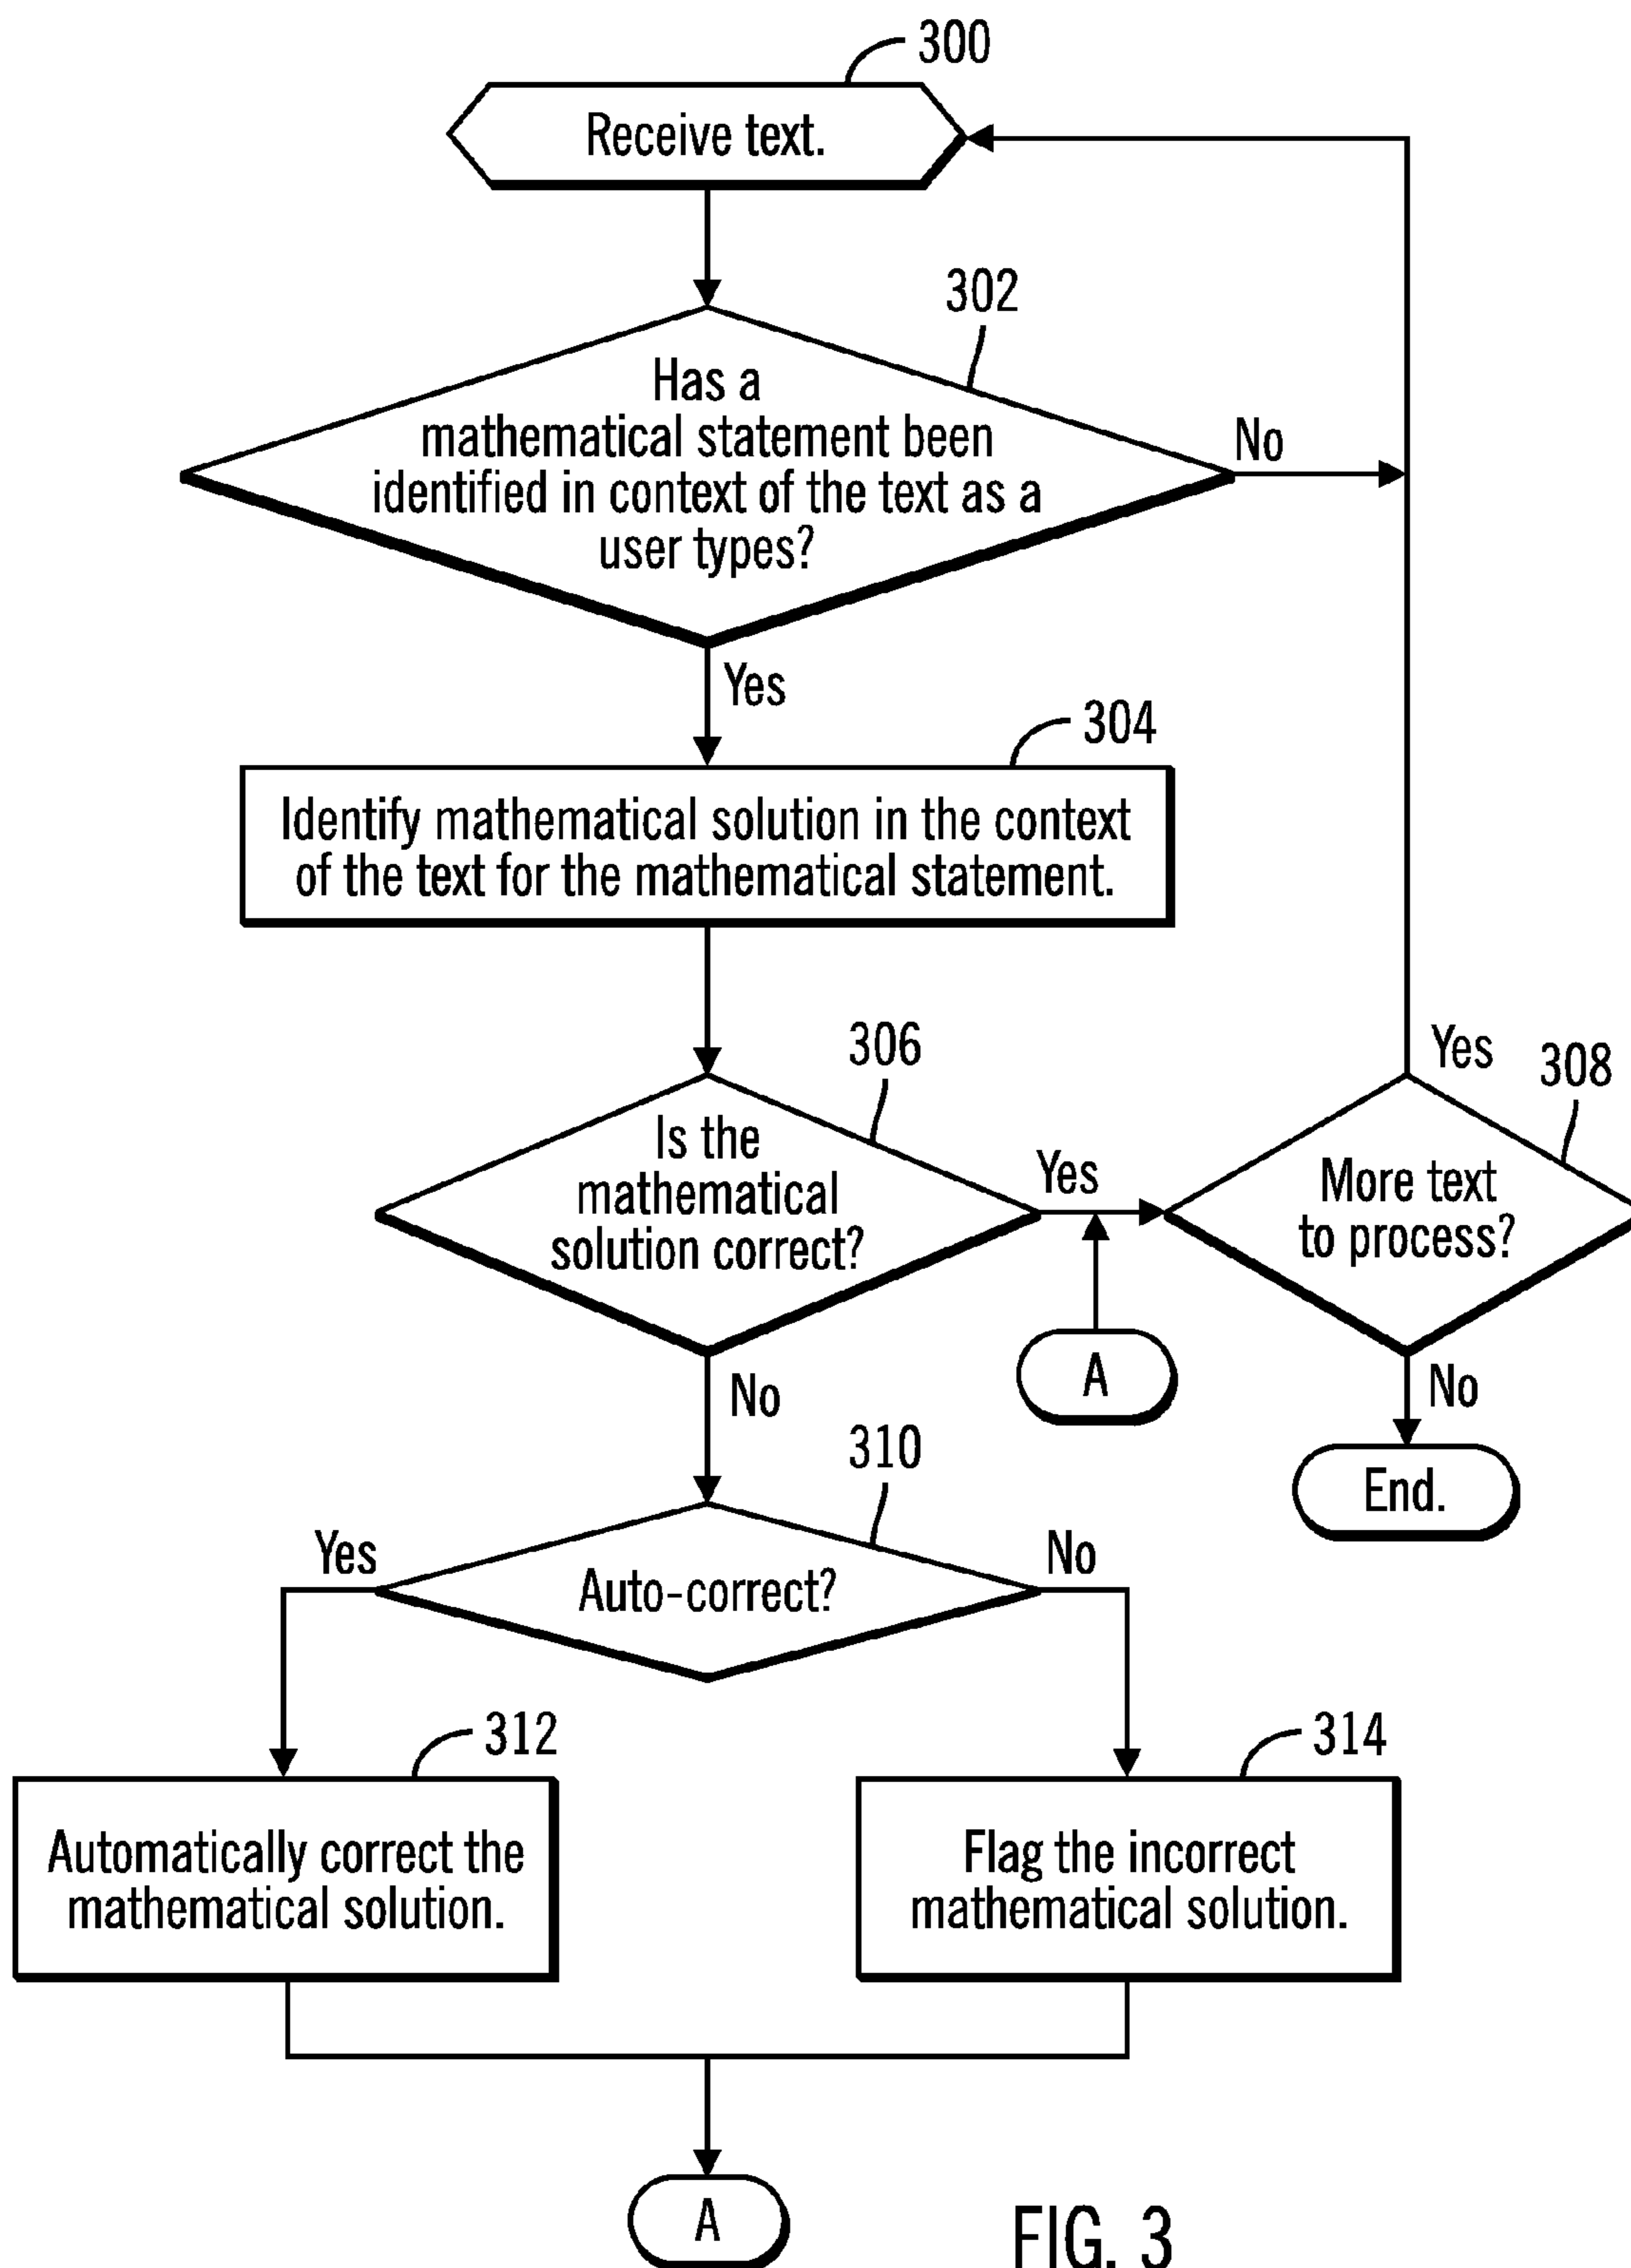 300
Receive text.
302
Has a
mathematical statement been
identified in context of the text as a
user types?
No
Yes
304
Identify mathematical solution in the context
of the text for the mathematical statement.
306
Is the
mathematical
solution correct?
Yes
Yes
308
More text
to process?
A
No
No
End.
310
Auto-correct?
Yes
No
312
Automatically correct the
mathematical solution.
314
Flag the incorrect
mathematical solution.
A
FIG. 3